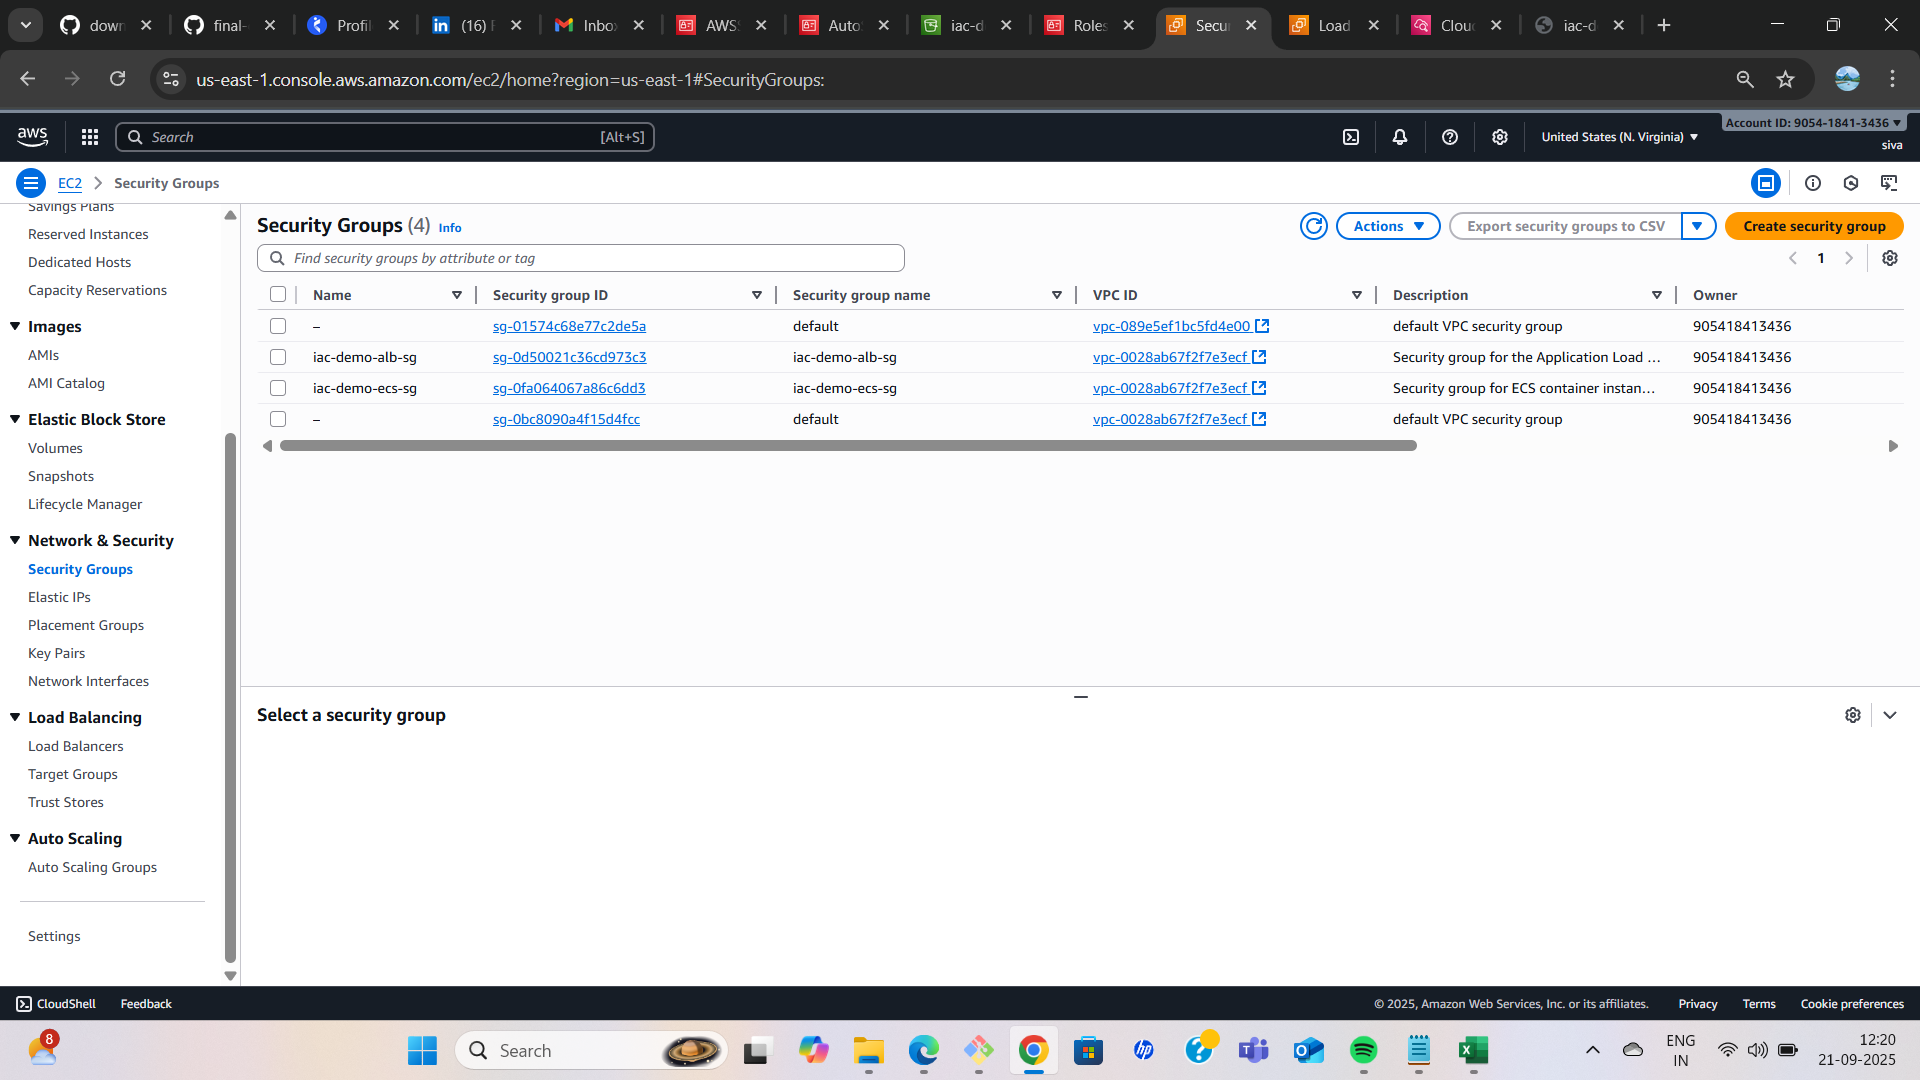 down
final-
Profil
(16) F
Inbo
AWS
Auto
iac-d
Roles
Secu
Load
Clou
iac-d
us-east-1.console.aws.amazon.com/ec2/home?region=us-east-1#SecurityGroups:
aws
Search
[Alt+S]
United States (N. Virginia)
Account ID: 9054-1841-3436
siva
EC2
Security Groups
Savings Plans
Reserved Instances
Dedicated Hosts
Capacity Reservations
Images
AMIs
AMI Catalog
Elastic Block Store
Volumes
Snapshots
Lifecycle Manager
Network & Security
Security Groups
Elastic IPs
Placement Groups
Key Pairs
Network Interfaces
Load Balancing
Load Balancers
Target Groups
Trust Stores
Auto Scaling
Auto Scaling Groups
Settings
Security Groups (4) Info
Actions
Export security groups to CSV
Create security group
Find security groups by attribute or tag
1
Name Security group ID Security group name VPC ID Description Owner
– sg-01574c68e77c2de5a default vpc-089e5ef1bc5fd4e00 default VPC security group 905418413436
iac-demo-alb-sg sg-0d50021c36cd973c3 iac-demo-alb-sg vpc-0028ab67f2f7e3ecf Security group for the Application Load ... 905418413436
iac-demo-ecs-sg sg-0fa064067a86c6dd3 iac-demo-ecs-sg vpc-0028ab67f2f7e3ecf Security group for ECS container instan... 905418413436
– sg-0bc8090a4f15d4fcc default vpc-0028ab67f2f7e3ecf default VPC security group 905418413436
Select a security group
CloudShell
Feedback
© 2025, Amazon Web Services, Inc. or its affiliates.
Privacy
Terms
Cookie preferences
8
Search
hp
ENG
IN
12:20
21-09-2025